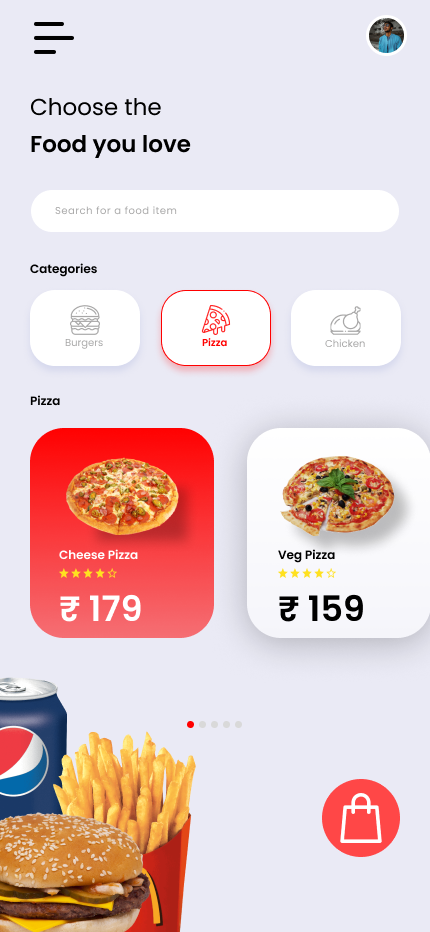 Choose the
Food you love
Search for a food item
Categories
Burgers
Pizza
Chicken
Pizza
Cheese Pizza
₹ 179
Veg Pizza
₹ 159